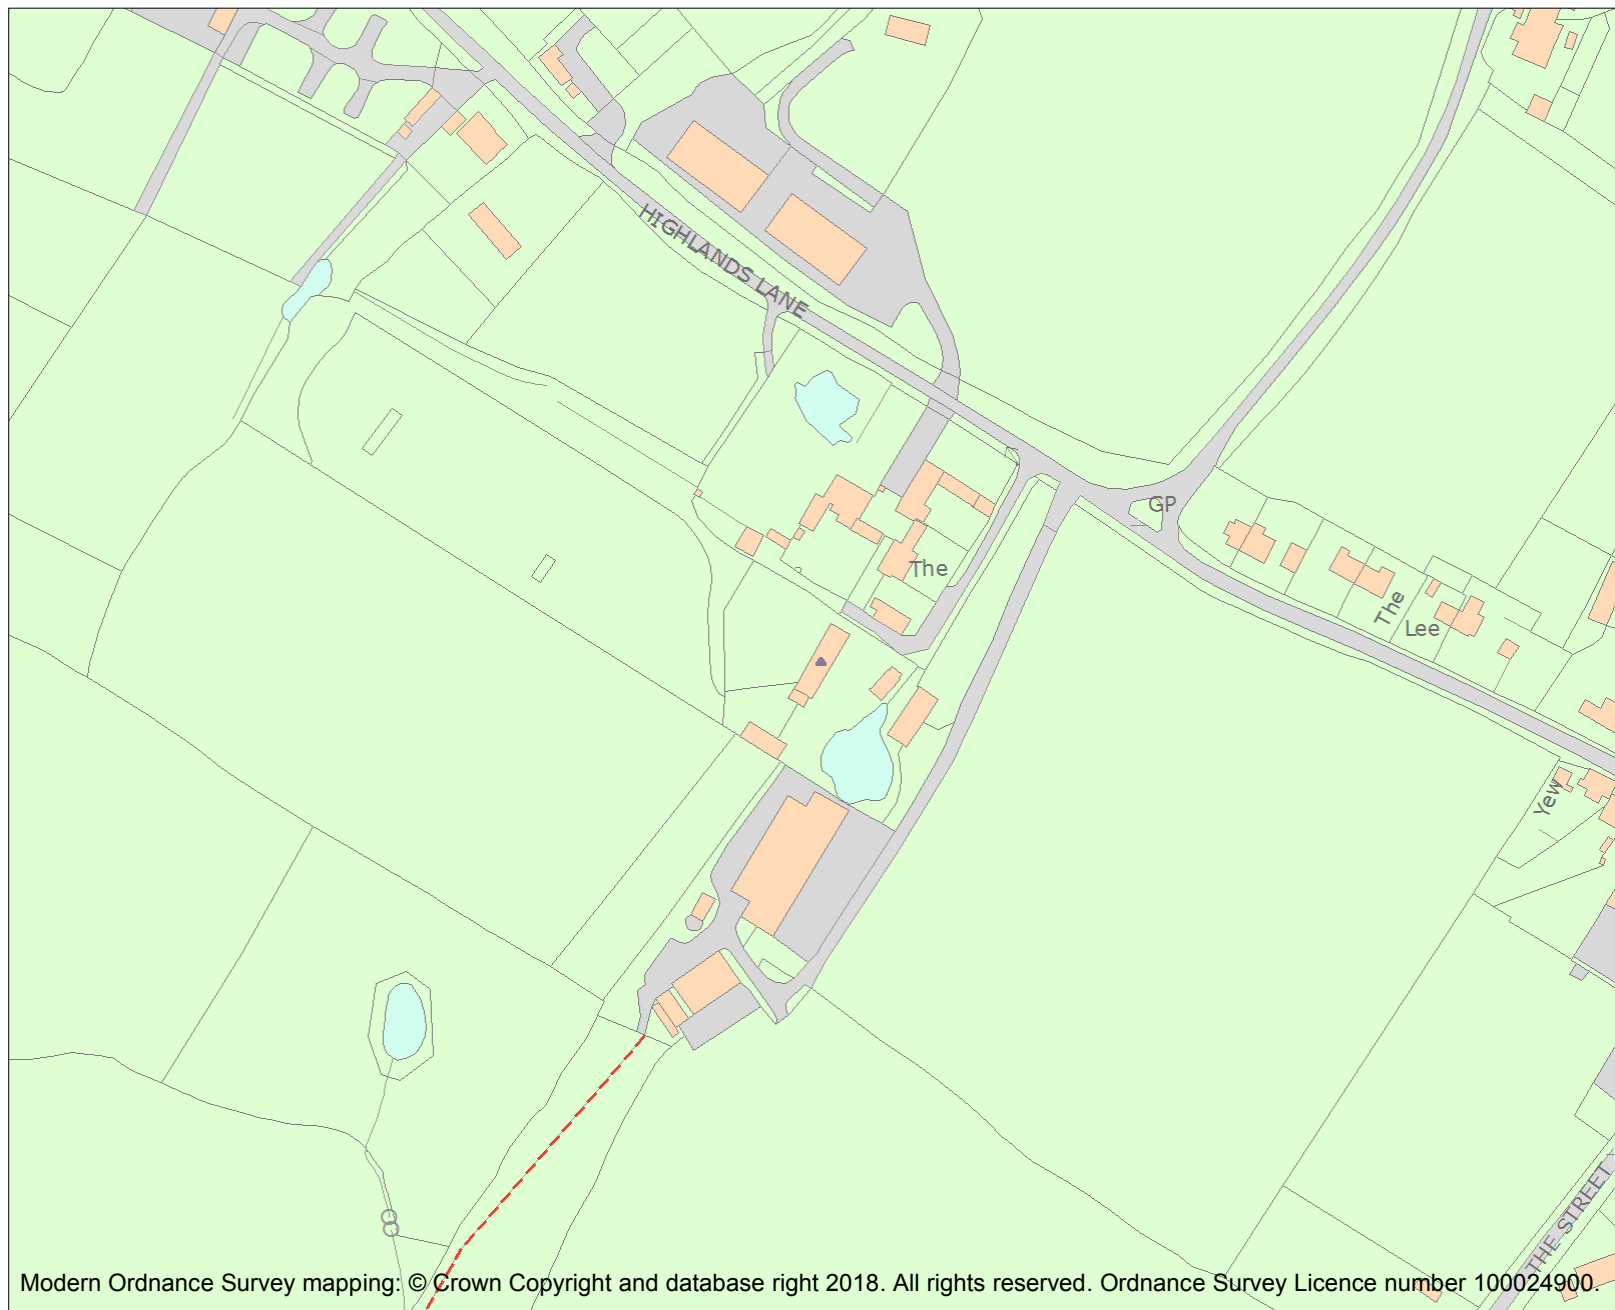 HIGHLANDS LANE
GP
The
The
Lee
Yew
THE STREET
Modern Ordnance Survey mapping: © Crown Copyright and database right 2018. All rights reserved. Ordnance Survey Licence number 100024900.